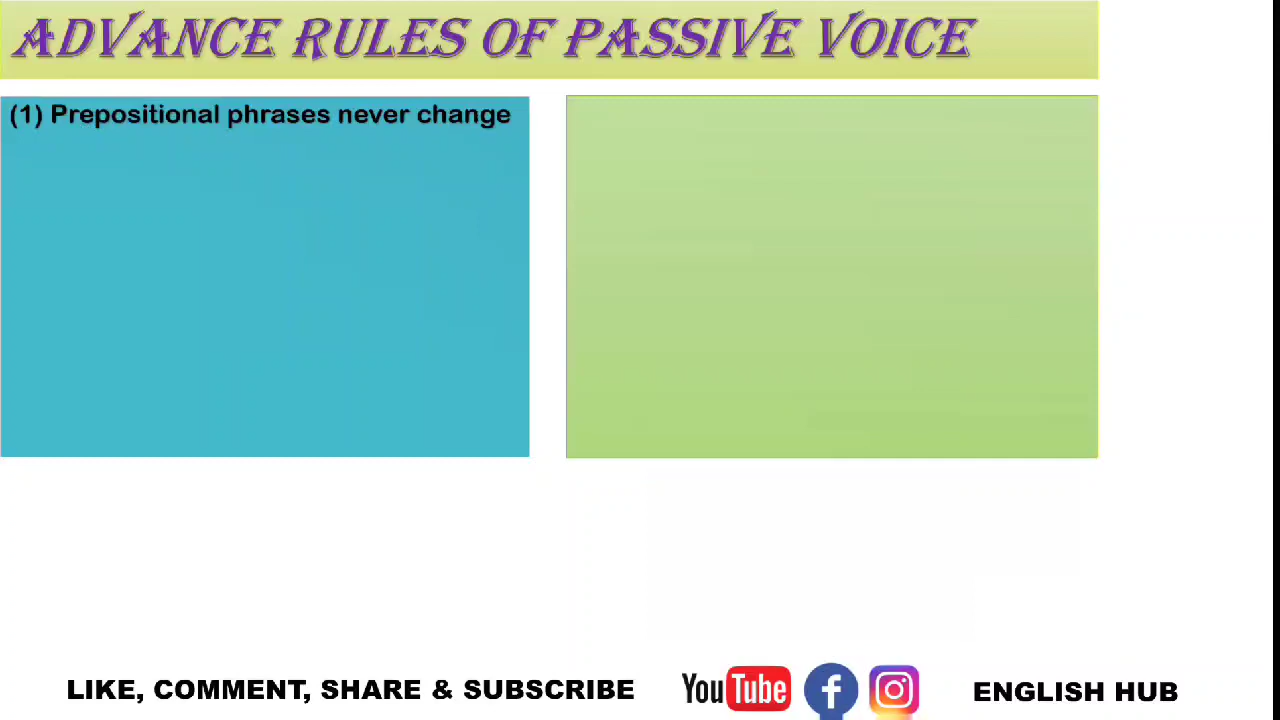 ADVANCE RULES OF PASSIVE VOICE
(1) Prepositional phrases never change
LIKE, COMMENT, SHARE & SUBSCRIBE
YouTube
f
ENGLISH HUB